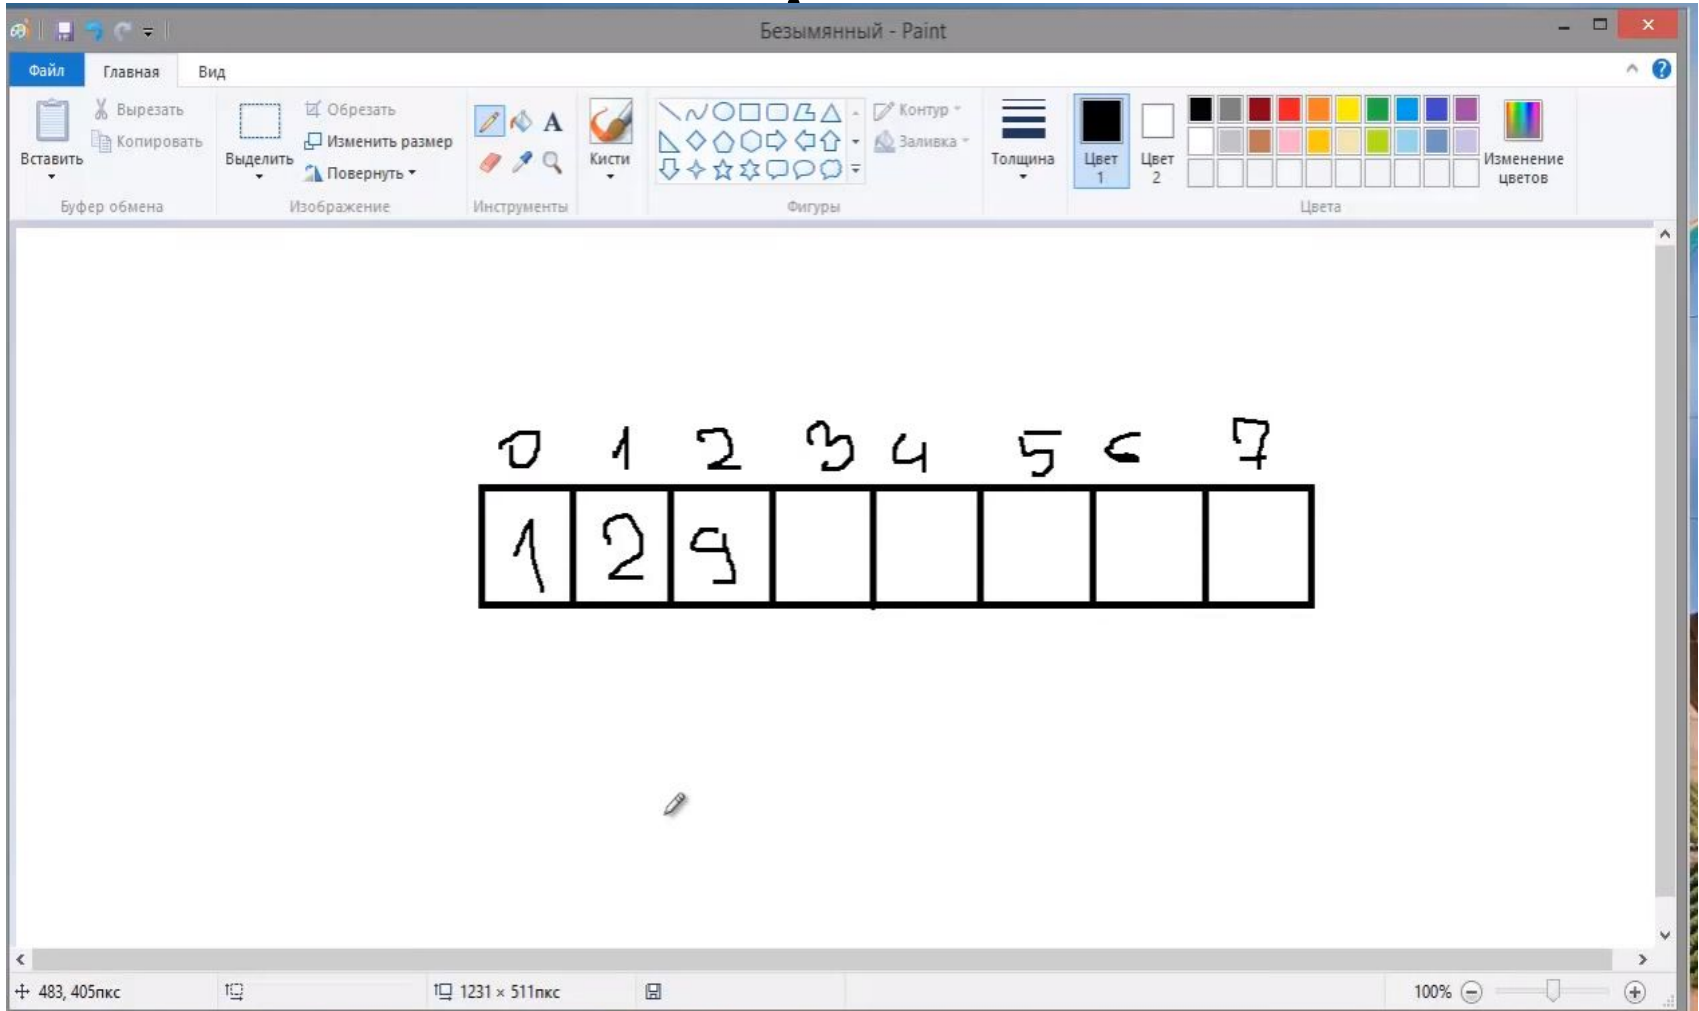 Безымянный - Paint
Файл Главная Вид
Вставить
Вырезать
Копировать
Буфер обмена
Выделить
Обрезать
Изменить размер
Повернуть
Изображение
A
Инструменты
Кисти
Контур
Заливка
Фигуры
Толщина
Цвет 1
Цвет 2
Изменение цветов
Цвета
0 1 2 3 4 5 6 7
1 2 9
483, 405пкс 1231 × 511пкс 100%